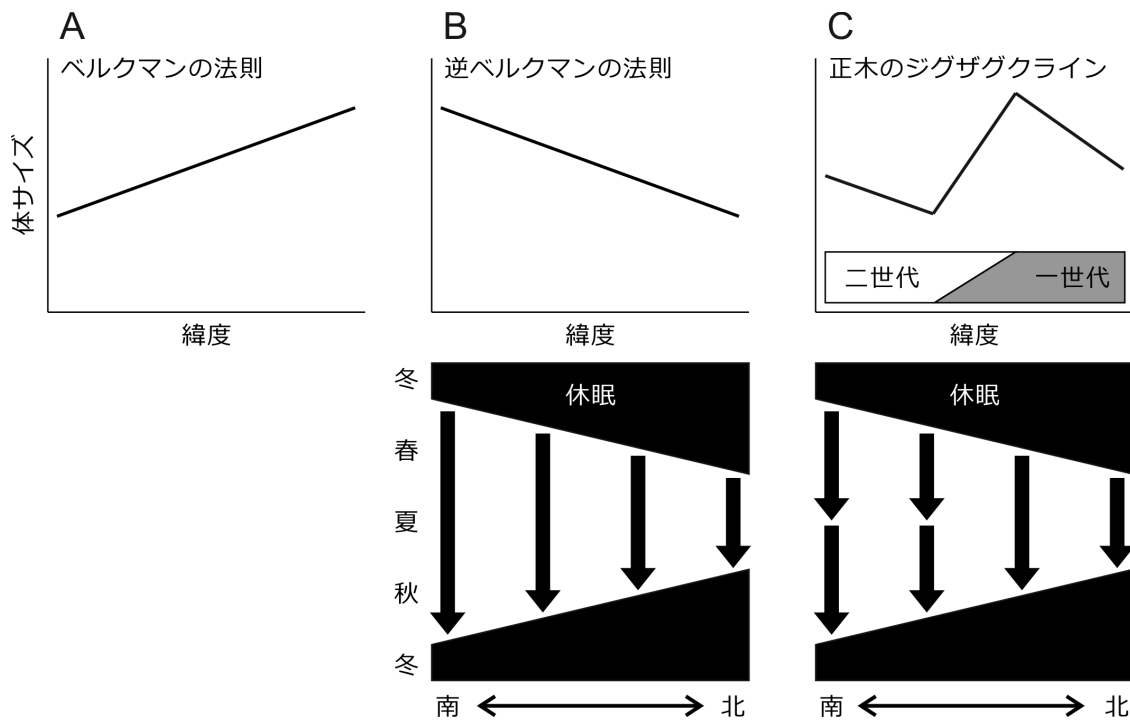 A
ベルクマンの法則
体サイズ
緯度
B
逆ベルクマンの法則
緯度
C
正木のジグザグクライン
二世代
一世代
緯度
冬
春
夏
秋
冬
休眠
南
北
休眠
南
北